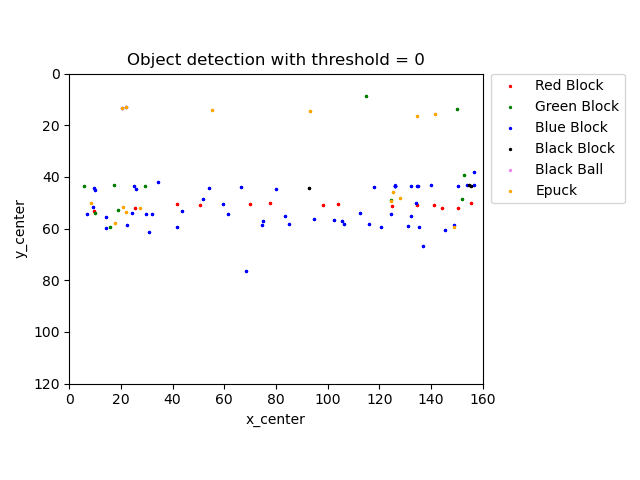 Object detection with threshold = 0
Red Block
Green Block
Blue Block
Black Block
Black Ball
Epuck
y_center
0
20
40
60
80
100
120
0 20 40 60 80 100 120 140 160
x_center